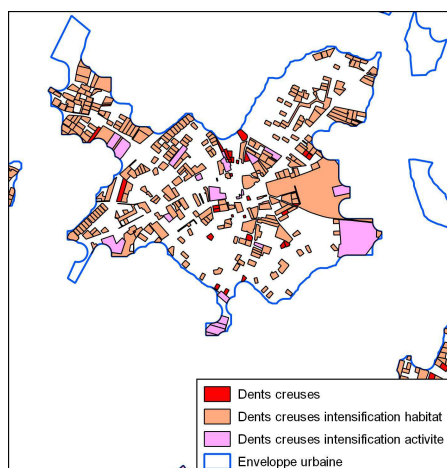 Dents creuses
Dents creuses intensification habitat
Dents creuses intensification activite
Enveloppe urbaine